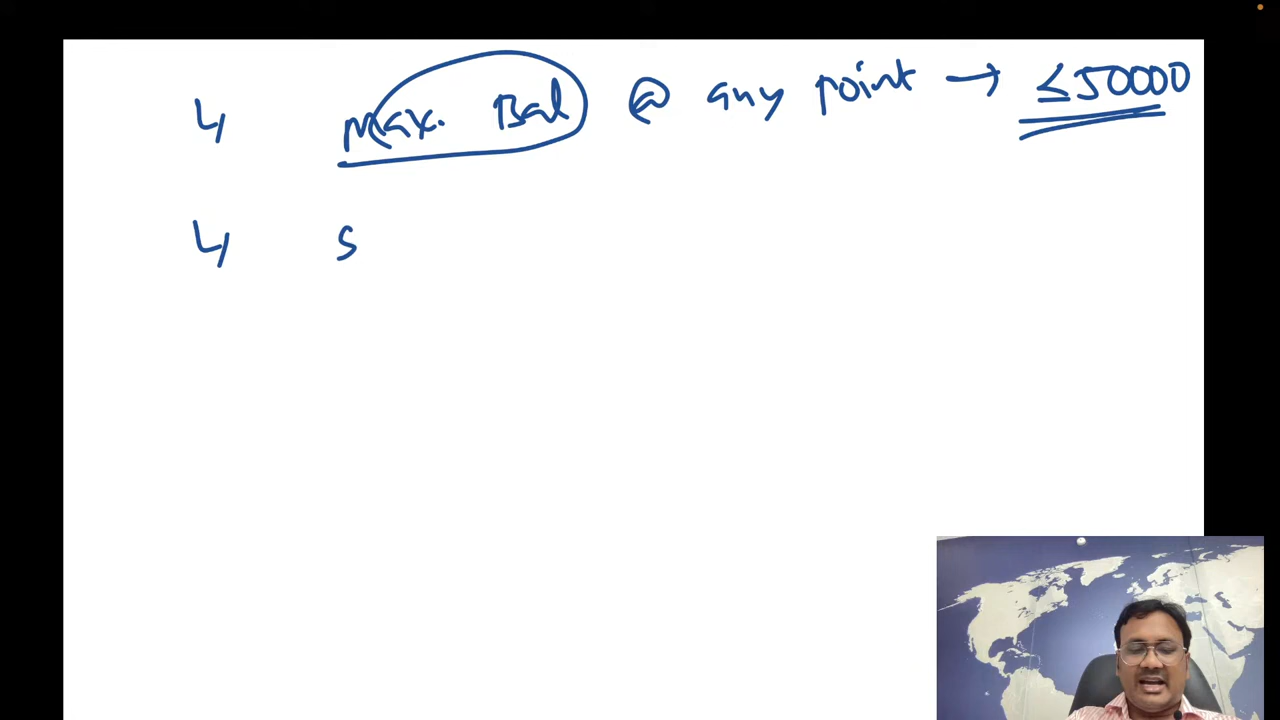 ↳ Max. Bal @ any point → ≤50000
↳ S